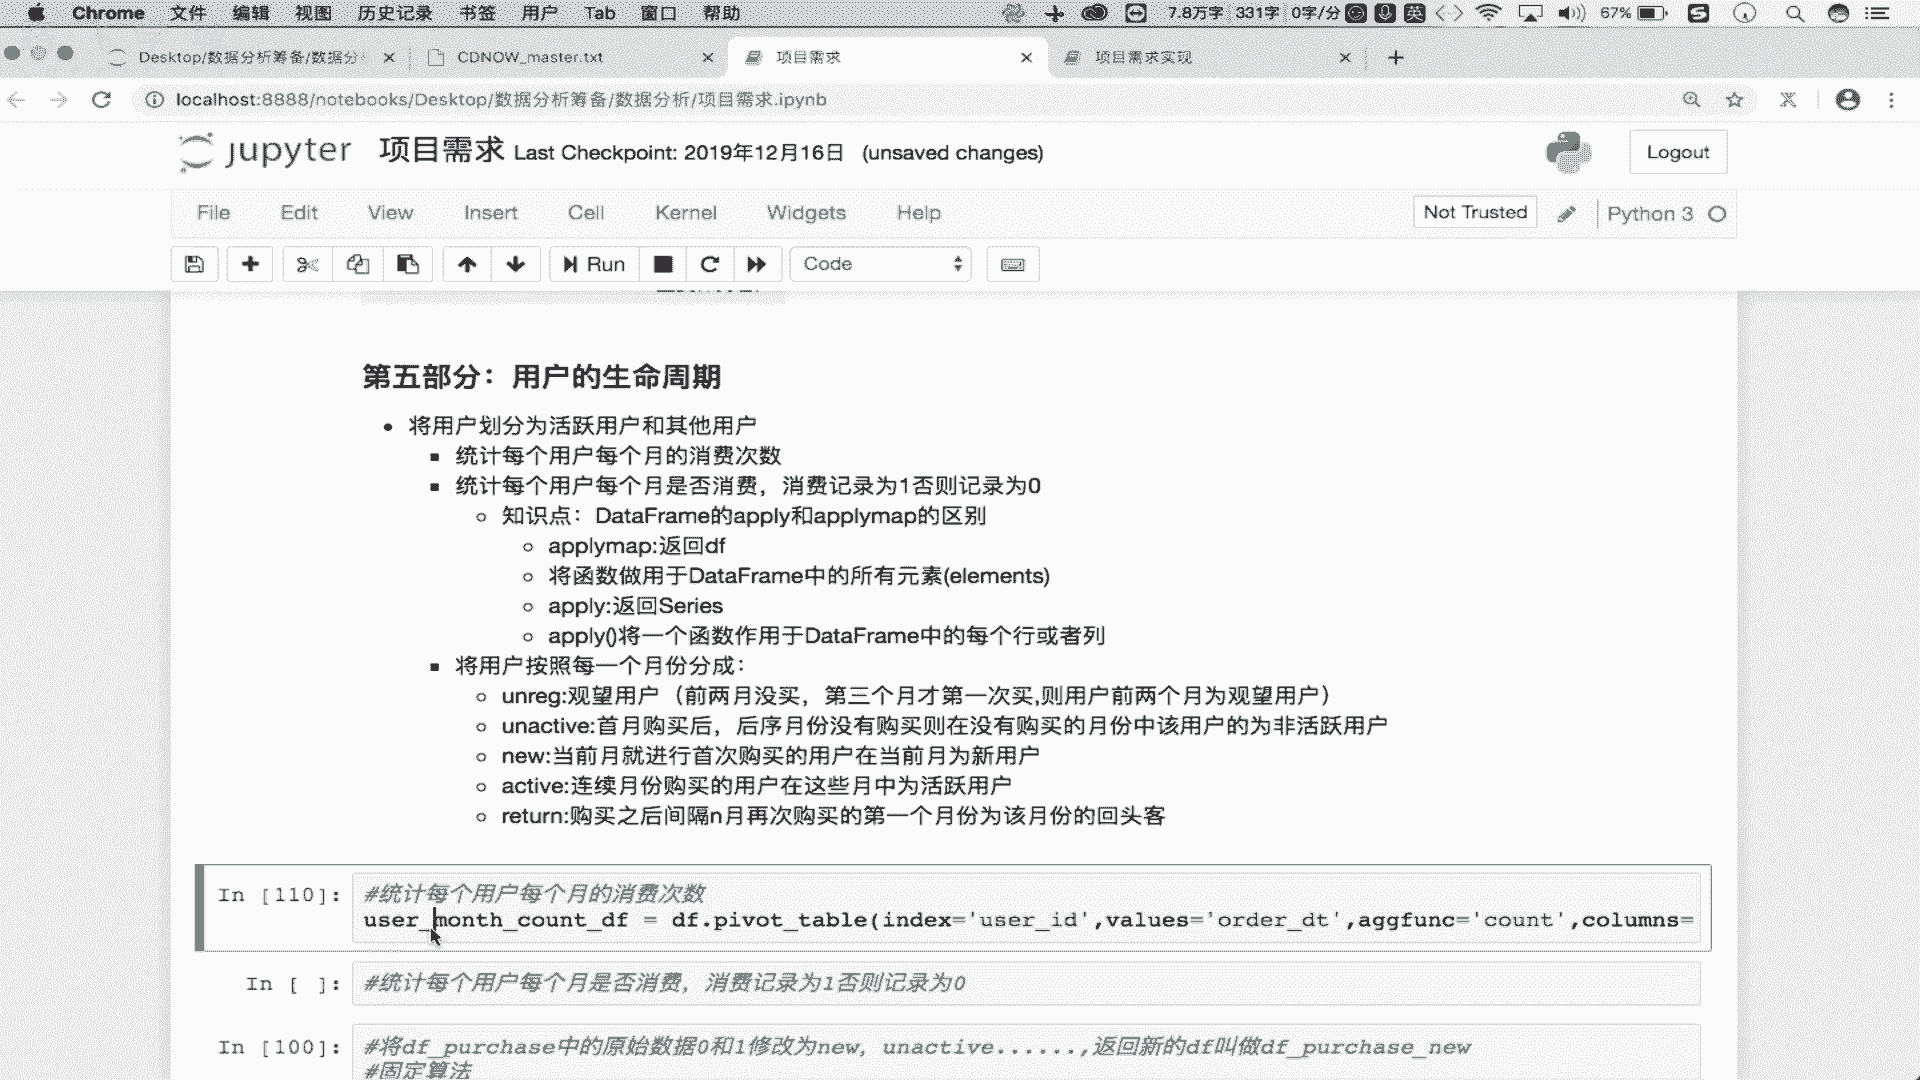 Chrome 文件 编辑 视图 历史记录 书签 用户 Tab 窗口 帮助 7.8万字 331字 0字/分 英 67%
Desktop/数据分析筹备/数据分 CDNOW_master.txt 项目需求 项目需求实现
localhost:8888/notebooks/Desktop/数据分析筹备/数据分析/项目需求.ipynb
jupyter 项目需求 Last Checkpoint: 2019年12月16日 (unsaved changes) Logout
File Edit View Insert Cell Kernel Widgets Help Not Trusted Python 3
Run Code
第五部分：用户的生命周期
将用户划分为活跃用户和其他用户
统计每个用户每个月的消费次数
统计每个用户每个月是否消费，消费记录为1否则记录为0
知识点：DataFrame的apply和applymap的区别
applymap:返回df
将函数做用于DataFrame中的所有元素(elements)
apply:返回Series
apply()将一个函数作用于DataFrame中的每个行或者列
将用户按照每一个月份分成：
unreg:观望用户（前两月没买，第三个月才第一次买,则用户前两个月为观望用户）
unactive:首月购买后，后序月份没有购买则在没有购买的月份中该用户的为非活跃用户
new:当前月就进行首次购买的用户在当前月为新用户
active:连续月份购买的用户在这些月中为活跃用户
return:购买之后间隔n月再次购买的第一个月份为该月份的回头客
In [110]: #统计每个用户每个月的消费次数
user_month_count_df = df.pivot_table(index='user_id',values='order_dt',aggfunc='count',columns=
In [ ]: #统计每个用户每个月是否消费，消费记录为1否则记录为0
In [100]: #将df_purchase中的原始数据0和1修改为new，unactive......,返回新的df叫做df_purchase_new
#固定算法